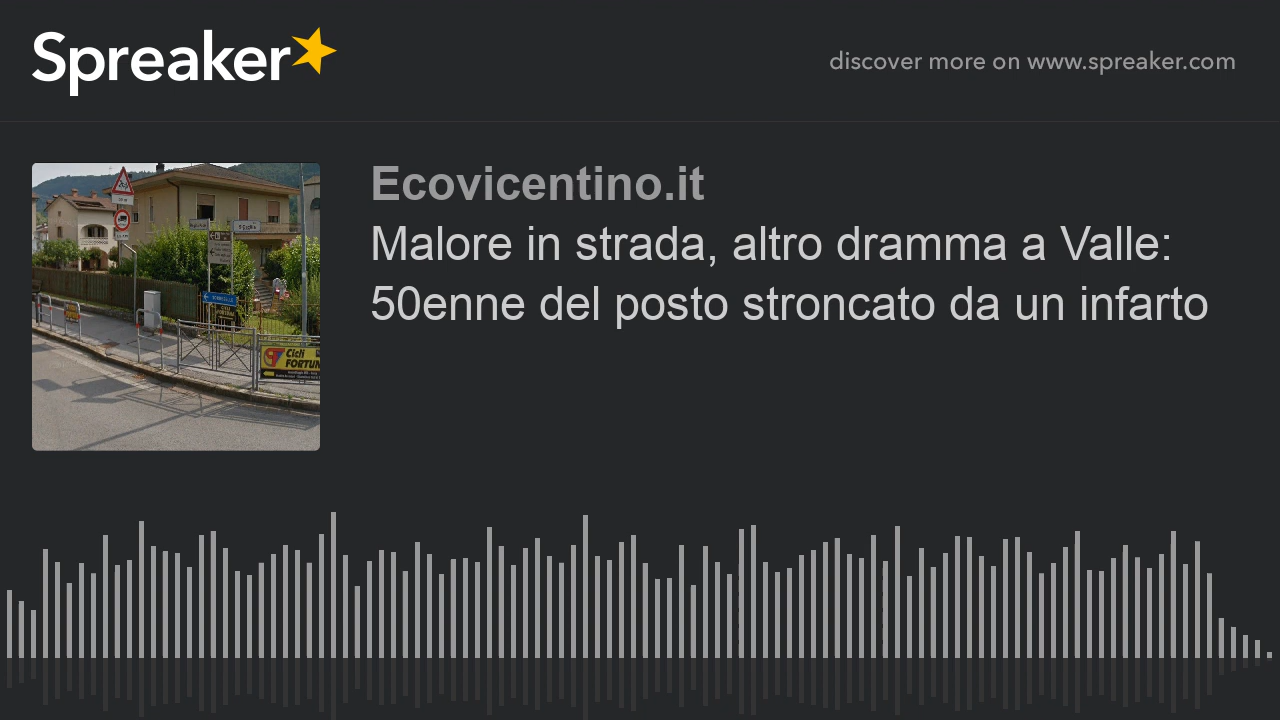 Spreaker
discover more on www.spreaker.com
Ecovicentino.it
Malore in strada, altro dramma a Valle:
50enne del posto stroncato da un infarto
Cicli